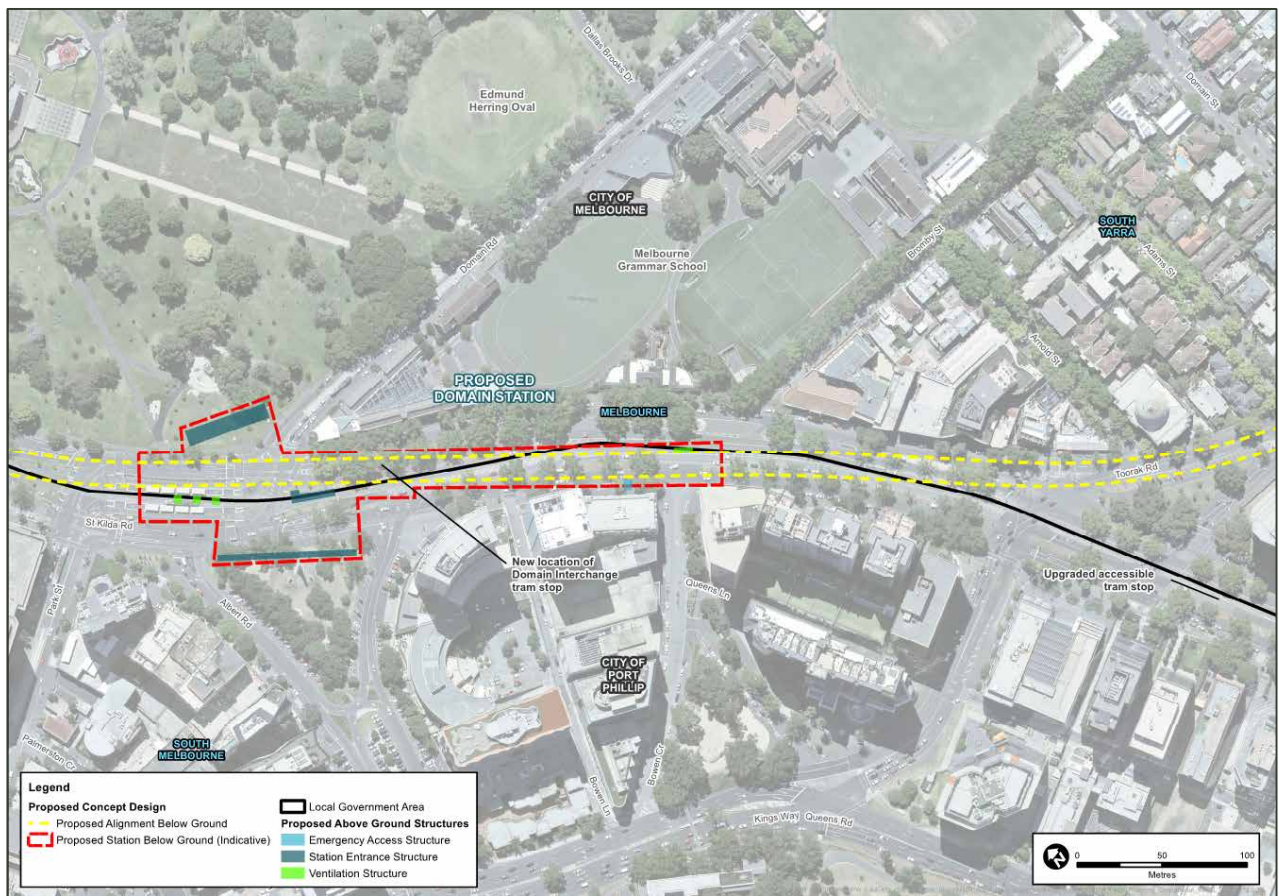 Dallas Brooks Dr
Domain St
Edmund
Herring Oval
CITY OF
MELBOURNE
SOUTH
YARRA
Adams St
Bromby St
Domain Rd
Melbourne
Grammar School
Arnold St
PROPOSED
DOMAIN STATION
MELBOURNE
Toorak Rd
St Kilda Rd
New location of
Domain Interchange
tram stop
Queens Ln
Upgraded accessible
tram stop
Park St
Albert Rd
CITY OF
PORT
PHILLIP
SOUTH
MELBOURNE
Palmerston Cr
Bowen Cr
Bowen Ln
Kings Way
Queens Rd
Legend
Proposed Concept Design
Proposed Alignment Below Ground
Proposed Station Below Ground (Indicative)
Local Government Area
Proposed Above Ground Structures
Emergency Access Structure
Station Entrance Structure
Ventilation Structure
0 50 100
Metres